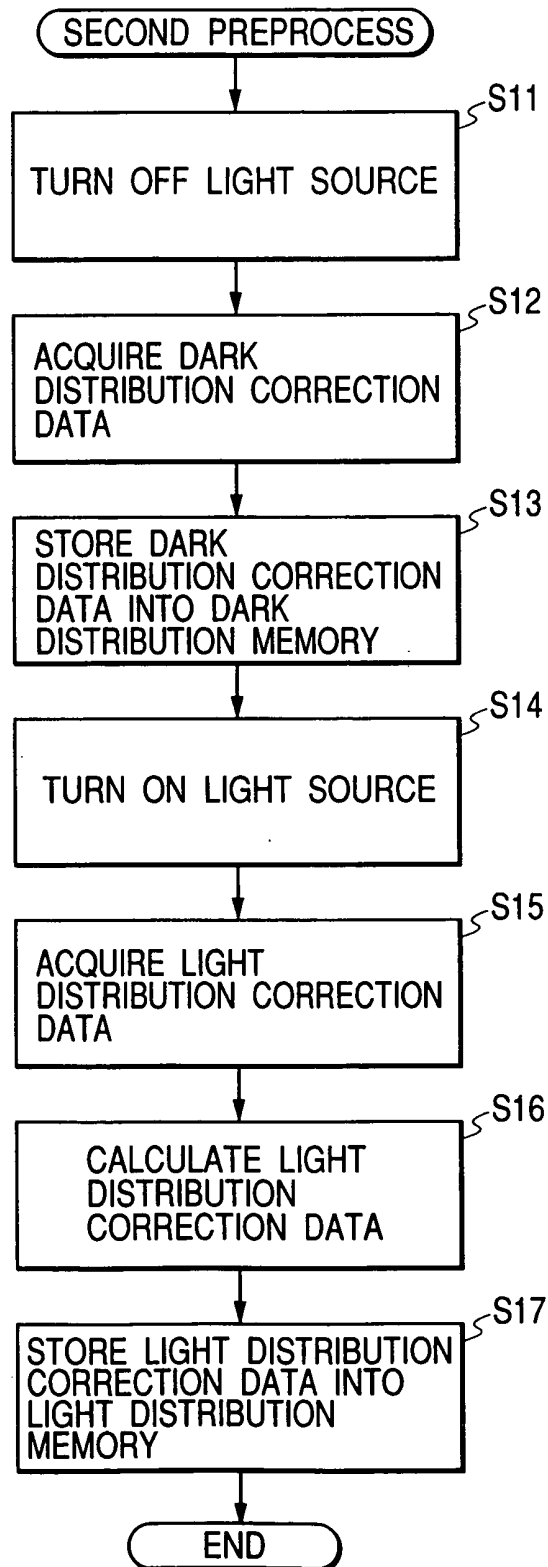 SECOND PREPROCESS
S11
TURN OFF LIGHT SOURCE
S12
ACQUIRE DARK
DISTRIBUTION CORRECTION
DATA
S13
STORE DARK
DISTRIBUTION CORRECTION
DATA INTO DARK
DISTRIBUTION MEMORY
S14
TURN ON LIGHT SOURCE
S15
ACQUIRE LIGHT
DISTRIBUTION CORRECTION
DATA
S16
CALCULATE LIGHT
DISTRIBUTION
CORRECTION DATA
S17
STORE LIGHT DISTRIBUTION
CORRECTION DATA INTO
LIGHT DISTRIBUTION
MEMORY
END